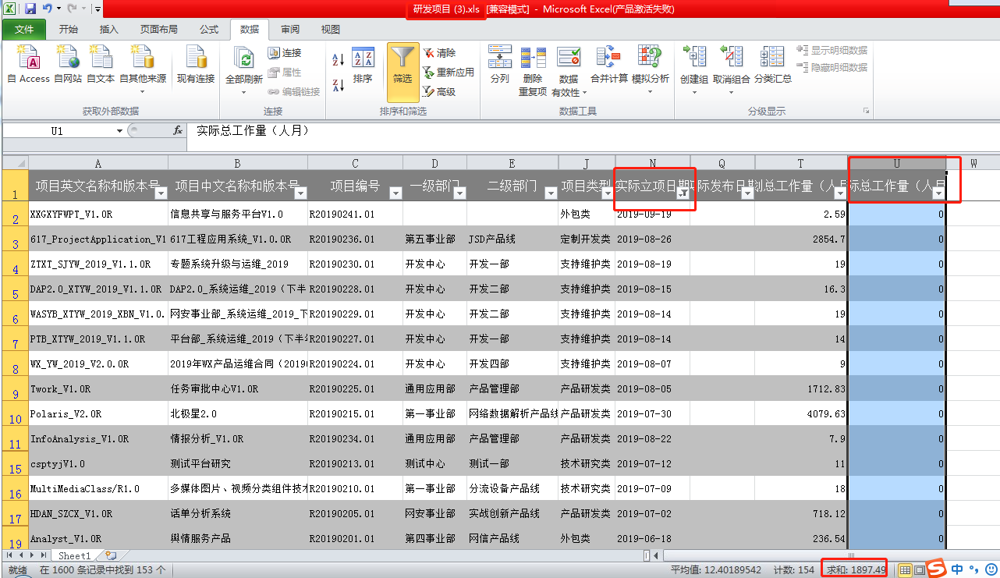 研发项目 (3).xls [兼容模式] - Microsoft Excel(产品激活失败)
文件 开始 插入 页面布局 公式 数据 审阅 视图
自 Access 自网站 自文本 自其他来源 现有连接 全部刷新 连接 属性 编辑链接 排序 筛选 清除 重新应用 高级 分列 删除重复项 数据有效性 合并计算 模拟分析 创建组 取消组合 分类汇总 显示明细数据 隐藏明细数据
获取外部数据 连接 排序和筛选 数据工具 分级显示
U1 fx 实际总工作量（人月）
A B C D E J N Q T U W
1 项目英文名称和版本号 项目中文名称和版本号 项目编号 一级部门 二级部门 项目类别 实际立项日期 际发布日期 划总工作量（人月 际总工作量（人月
2 XXGXYFWPT_V1.0R 信息共享与服务平台V1.0 R20190241.01 外包类 2019-09-19 2.59 0
3 617_ProjectApplication_V1 617工程应用系统_V1.0.0R R20190236.01 第五事业部 JSD产品线 定制开发类 2019-08-26 2854.7 0
4 ZTXT_SJYW_2019_V1.1.0R 专题系统升级与运维_2019 R20190230.01 开发中心 开发一部 支持维护类 2019-08-19 19 0
5 DAP2.0_XTYW_2019_V1.1.0R DAP2.0_系统运维_2019（下半 R20190228.01 开发中心 开发二部 支持维护类 2019-08-15 16.3 0
6 WASYB_XTYW_2019_XBN_V1.0. 网安事业部_系统运维_2019_下 R20190229.01 开发中心 开发二部 支持维护类 2019-08-14 19 0
7 PTB_XTYW_2019_V1.1.0R 平台部_系统运维_2019（下半年 R20190227.01 开发中心 开发一部 支持维护类 2019-08-14 14 0
8 WX_YW_2019_V2.0.0R 2019年WX产品运维合同（2019 R20190224.01 开发中心 开发四部 支持维护类 2019-08-07 9 0
9 Twork_V1.0R 任务审批中心V1.0R R20190225.01 通用应用部 产品管理部 产品研发类 2019-08-05 1712.83 0
10 Polaris_V2.0R 北极星2.0 R20190215.01 第一事业部 网络数据解析产品线 产品研发类 2019-07-30 4079.63 0
11 InfoAnalysis_V1.0R 情报分析_V1.0R R20190234.01 通用应用部 产品管理部 产品研发类 2019-08-22 7.9 0
15 csptyjV1.0 测试平台研究 R20190213.01 测试中心 测试一部 技术研究类 2019-07-12 11 0
16 MultiMediaClass/R1.0 多媒体图片、视频分类组件技术 R20190210.01 第一事业部 分流设备产品线 技术研究类 2019-07-09 18 0
17 HDAN_SZCX_V1.0R 话单分析系统 R20190205.01 网安事业部 实战创新产品线 产品研发类 2019-07-02 718.12 0
19 Analyst_V1.0R 舆情服务产品 R20190201.01 第四事业部 网信产品线 外包类 2019-06-18 236.54 0
Sheet1
就绪 在 1600 条记录中找到 153 个 平均值: 12.40189542 计数: 154 求和: 1897.49 中